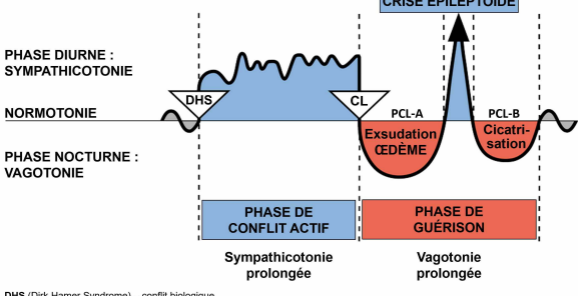 CRISE ÉPILEPTOÏDE
PHASE DIURNE :
SYMPATHICOTONIE
DHS
CL
NORMOTONIE
PCL-A
PCL-B
Exsudation
ŒDÈME
Cicatri-
sation
PHASE NOCTURNE :
VAGOTONIE
PHASE DE
CONFLIT ACTIF
PHASE DE
GUÉRISON
Sympathicotonie
prolongée
Vagotonie
prolongée
DHS (Dirk Hamer Syndrome) conflit biologique